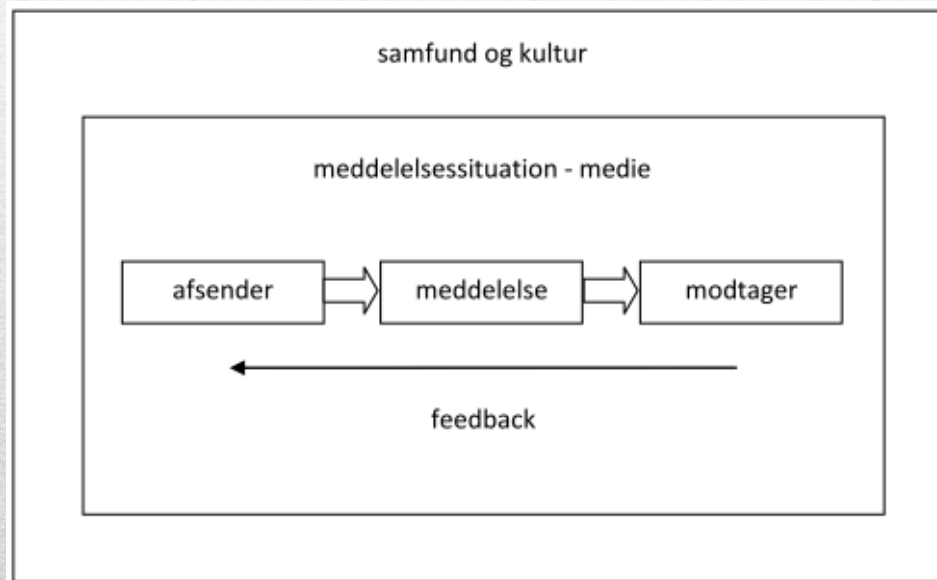 samfund og kultur
meddelelsessituation - medie
afsender
meddelelse
modtager
feedback